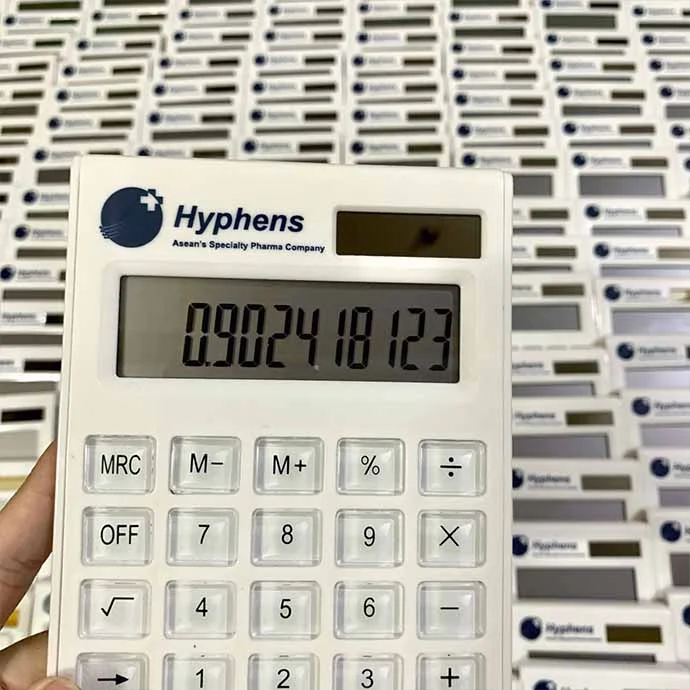 Hyphens
Asean's Specialty Pharma Company
0.902418123
MRC M− M+ % ÷
OFF 7 8 9 ×
√ 4 5 6 −
→ 1 2 3 +